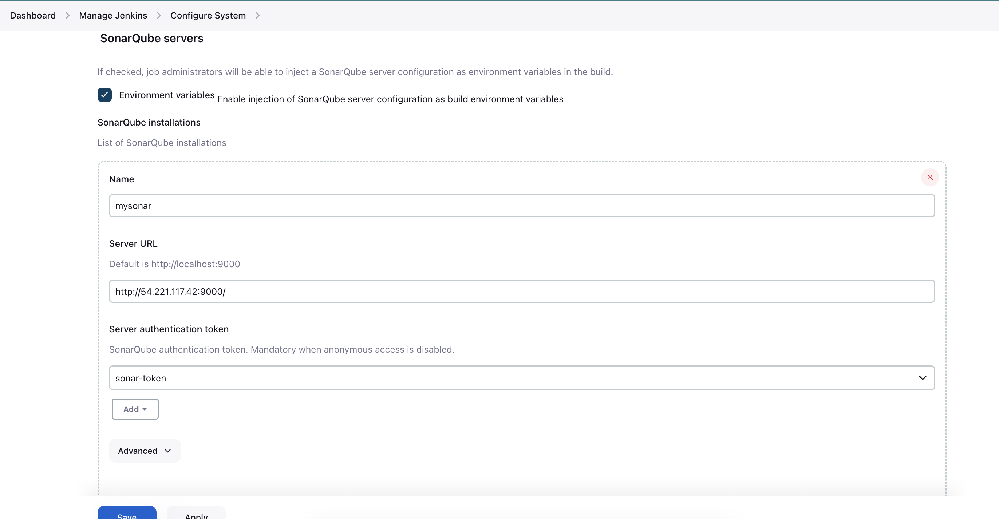 Dashboard > Manage Jenkins > Configure System >
SonarQube servers
If checked, job administrators will be able to inject a SonarQube server configuration as environment variables in the build.
Environment variables Enable injection of SonarQube server configuration as build environment variables
SonarQube installations
List of SonarQube installations
Name
mysonar
Server URL
Default is http://localhost:9000
http://54.221.117.42:9000/
Server authentication token
SonarQube authentication token. Mandatory when anonymous access is disabled.
sonar-token
Add
Advanced
Save Apply